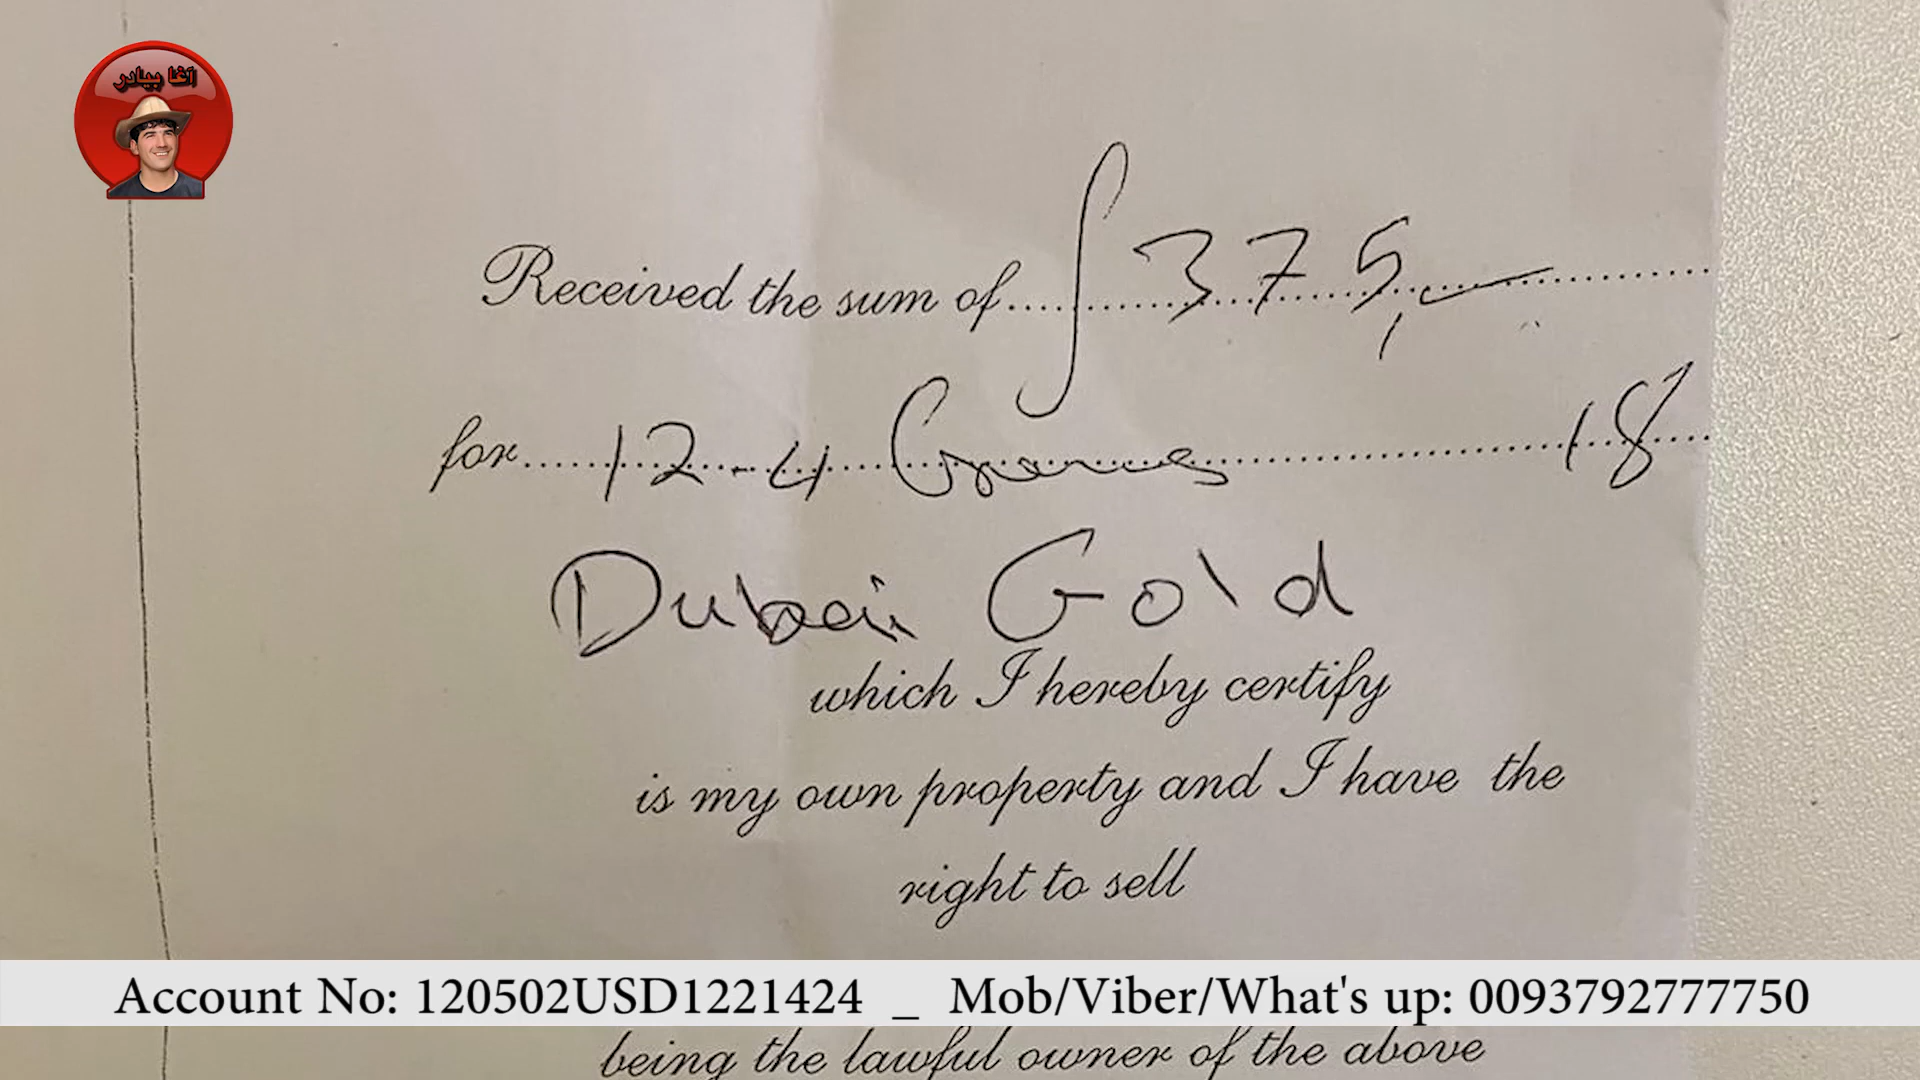 آغا بیادر
Received the sum of ... £375,—
for ... 12.4 Grames ... 18
Dubai Gold
which I hereby certify
is my own property and I have the
right to sell
Account No: 120502USD1221424 _ Mob/Viber/What's up: 0093792777750
being the lawful owner of the above